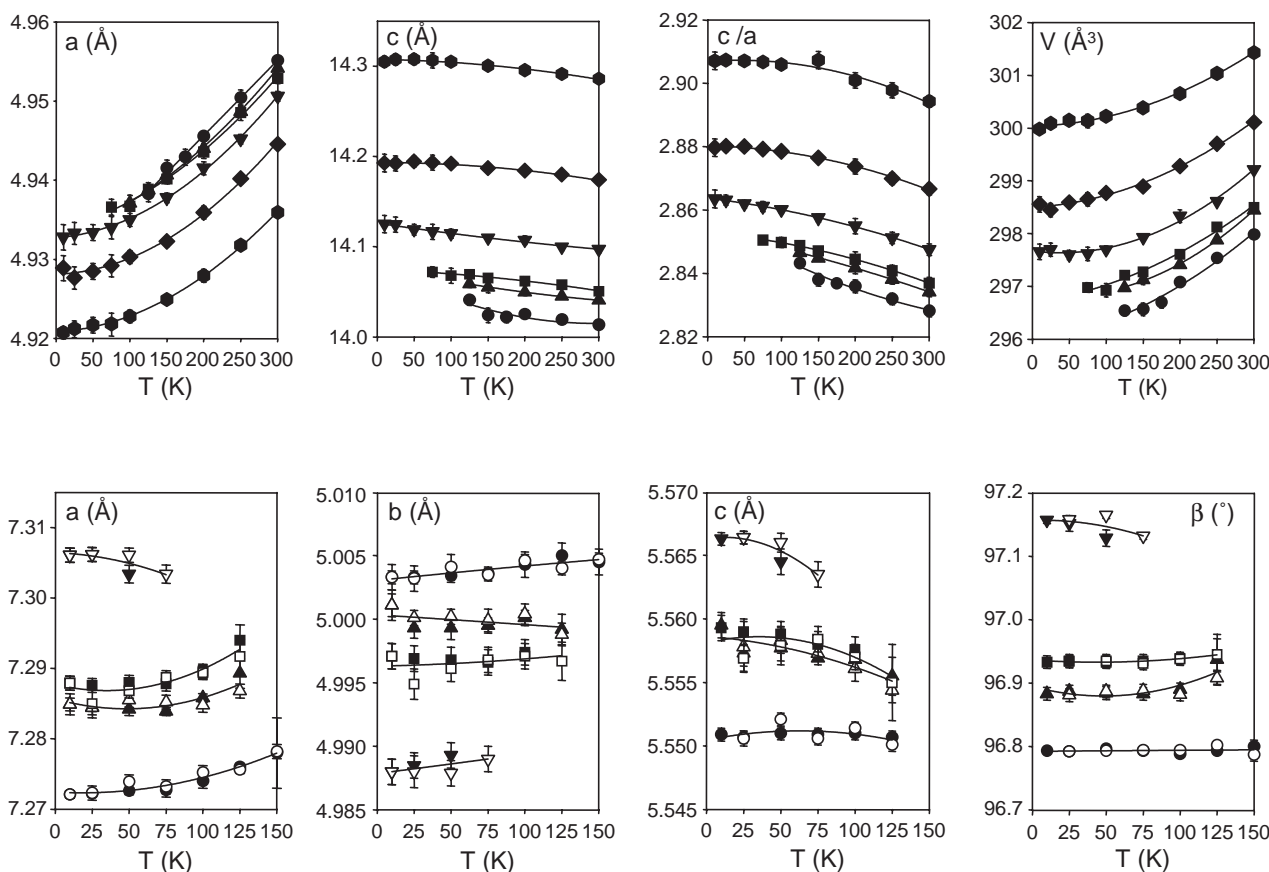 a (Å)
4.96
4.95
4.94
4.93
4.92
0 50 100 150 200 250 300
T (K)
c (Å)
14.3
14.2
14.1
14.0
0 50 100 150 200 250 300
T (K)
c /a
2.92
2.90
2.88
2.86
2.84
2.82
0 50 100 150 200 250 300
T (K)
V (Å³)
302
301
300
299
298
297
296
0 50 100 150 200 250 300
T (K)
a (Å)
7.31
7.30
7.29
7.28
7.27
0 25 50 75 100 125 150
T (K)
b (Å)
5.010
5.005
5.000
4.995
4.990
4.985
0 25 50 75 100 125 150
T (K)
c (Å)
5.570
5.565
5.560
5.555
5.550
5.545
0 25 50 75 100 125 150
T (K)
β (°)
97.2
97.1
97.0
96.9
96.8
96.7
0 25 50 75 100 125 150
T (K)